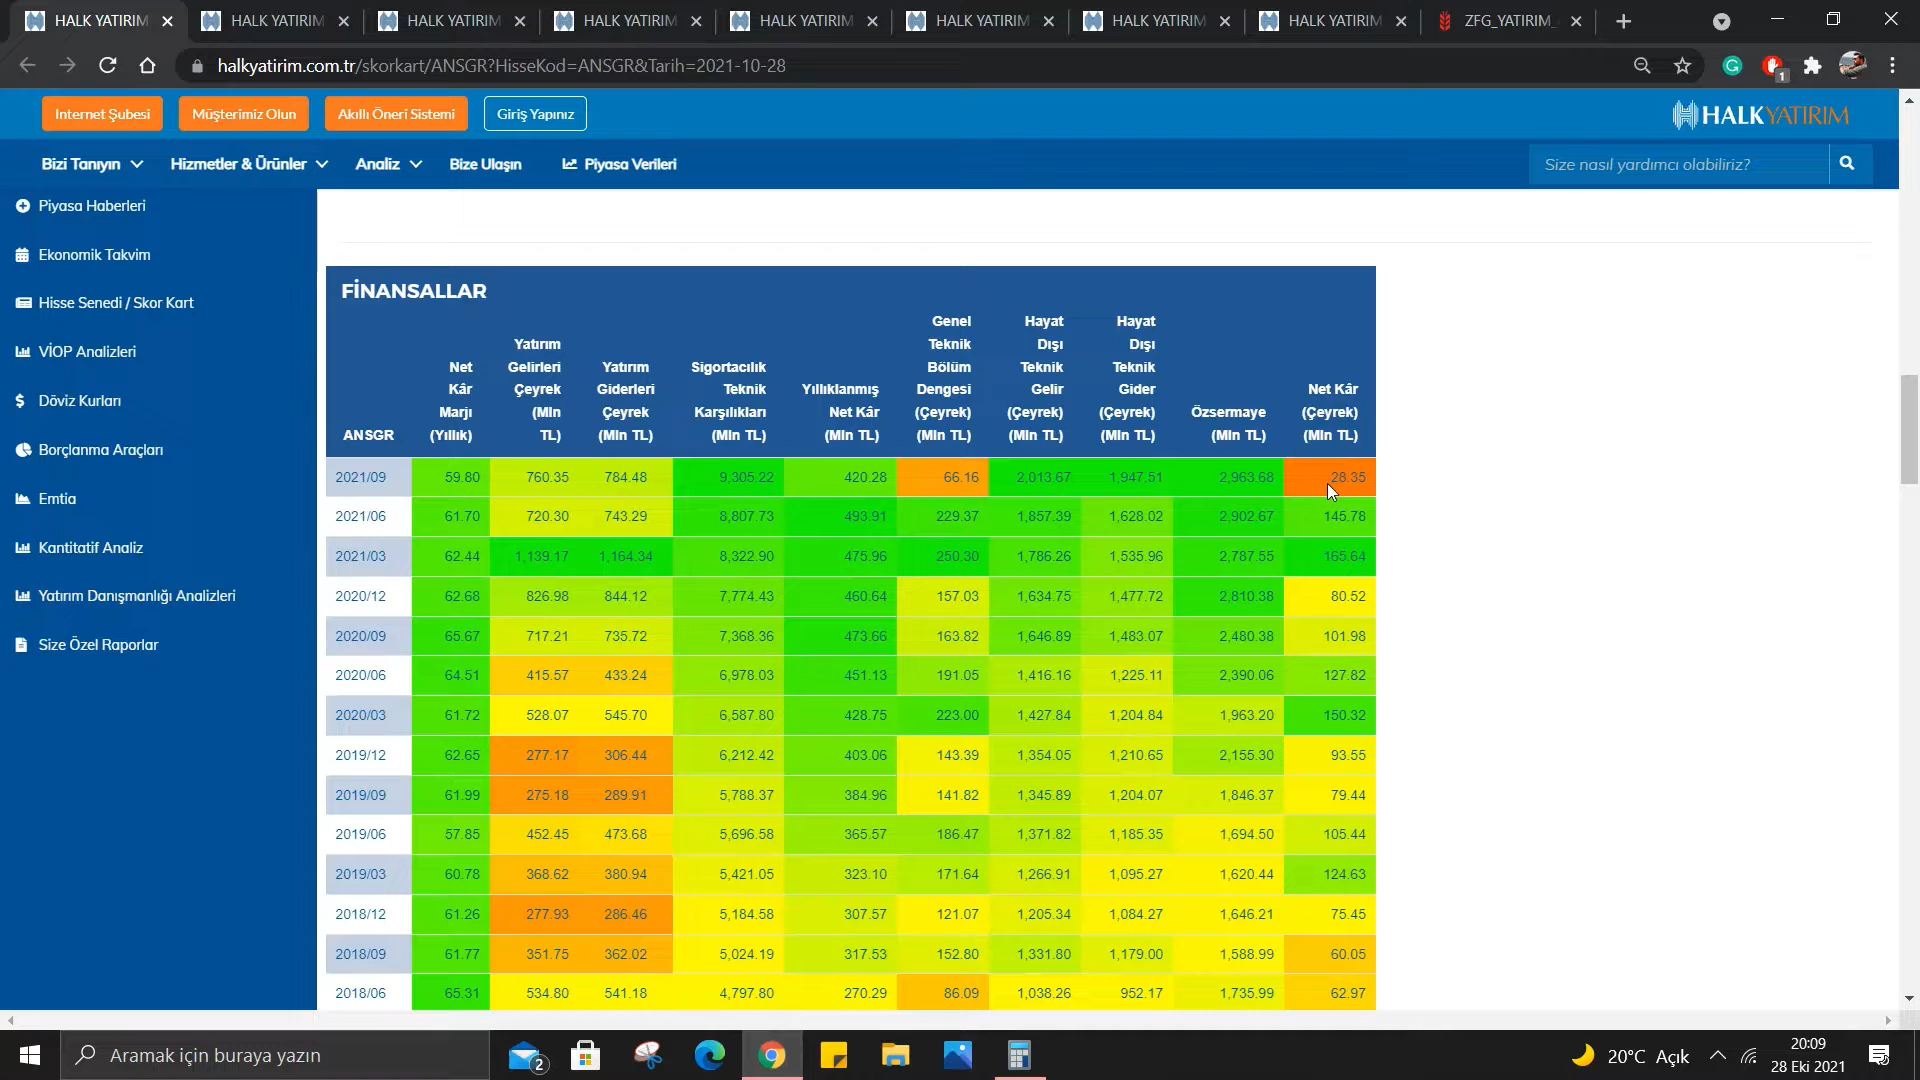 HALK YATIRIM
HALK YATIRIM
HALK YATIRIM
HALK YATIRIM
HALK YATIRIM
HALK YATIRIM
HALK YATIRIM
HALK YATIRIM
ZFG_YATIRIM_
halkyatirim.com.tr/skorkart/ANSGR?HisseKod=ANSGR&Tarih=2021-10-28
1
Internet Şubesi
Müşterimiz Olun
Akıllı Öneri Sistemi
Giriş Yapınız
HALKYATIRIM
Bizi Tanıyın
Hizmetler & Ürünler
Analiz
Bize Ulaşın
Piyasa Verileri
Size nasıl yardımcı olabiliriz?
Piyasa Haberleri
Ekonomik Takvim
Hisse Senedi / Skor Kart
VİOP Analizleri
Döviz Kurları
Borçlanma Araçları
Emtia
Kantitatif Analiz
Yatırım Danışmanlığı Analizleri
Size Özel Raporlar
FİNANSALLAR
ANSGR
Net
Kâr
Marjı
(Yıllık)
Yatırım
Gelirleri
Çeyrek
(Mln
TL)
Yatırım
Giderleri
Çeyrek
(Mln TL)
Sigortacılık
Teknik
Karşılıkları
(Mln TL)
Yıllıklanmış
Net Kâr
(Mln TL)
Genel
Teknik
Bölüm
Dengesi
(Çeyrek)
(Mln TL)
Hayat
Dışı
Teknik
Gelir
(Çeyrek)
(Mln TL)
Hayat
Dışı
Teknik
Gider
(Çeyrek)
(Mln TL)
Özsermaye
(Mln TL)
Net Kâr
(Çeyrek)
(Mln TL)
2021/09 59.80 760.35 784.48 9,305.22 420.28 66.16 2,013.67 1,947.51 2,963.68 28.35
2021/06 61.70 720.30 743.29 8,807.73 493.91 229.37 1,857.39 1,628.02 2,902.67 145.78
2021/03 62.44 1,139.17 1,164.34 8,322.90 475.96 250.30 1,786.26 1,535.96 2,787.55 165.64
2020/12 62.68 826.98 844.12 7,774.43 460.64 157.03 1,634.75 1,477.72 2,810.38 80.52
2020/09 65.67 717.21 735.72 7,368.36 473.66 163.82 1,646.89 1,483.07 2,480.38 101.98
2020/06 64.51 415.57 433.24 6,978.03 451.13 191.05 1,416.16 1,225.11 2,390.06 127.82
2020/03 61.72 528.07 545.70 6,587.80 428.75 223.00 1,427.84 1,204.84 1,963.20 150.32
2019/12 62.65 277.17 306.44 6,212.42 403.06 143.39 1,354.05 1,210.65 2,155.30 93.55
2019/09 61.99 275.18 289.91 5,788.37 384.96 141.82 1,345.89 1,204.07 1,846.37 79.44
2019/06 57.85 452.45 473.68 5,696.58 365.57 186.47 1,371.82 1,185.35 1,694.50 105.44
2019/03 60.78 368.62 380.94 5,421.05 323.10 171.64 1,266.91 1,095.27 1,620.44 124.63
2018/12 61.26 277.93 286.46 5,184.58 307.57 121.07 1,205.34 1,084.27 1,646.21 75.45
2018/09 61.77 351.75 362.02 5,024.19 317.53 152.80 1,331.80 1,179.00 1,588.99 60.05
2018/06 65.31 534.80 541.18 4,797.80 270.29 86.09 1,038.26 952.17 1,735.99 62.97
Aramak için buraya yazın
2
20°C Açık
20:09
28 Eki 2021